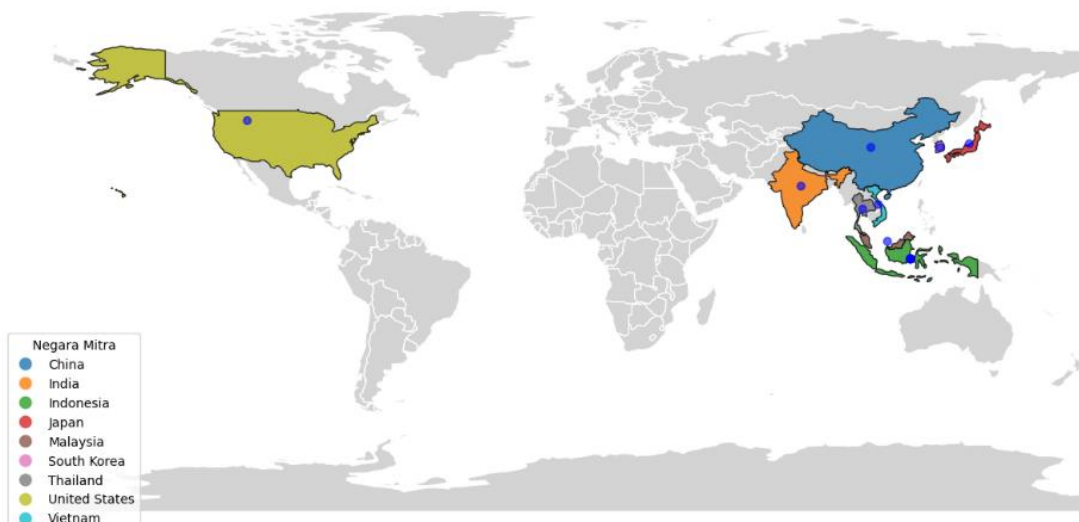 Negara Mitra
China
India
Indonesia
Japan
Malaysia
South Korea
Thailand
United States
Vietnam